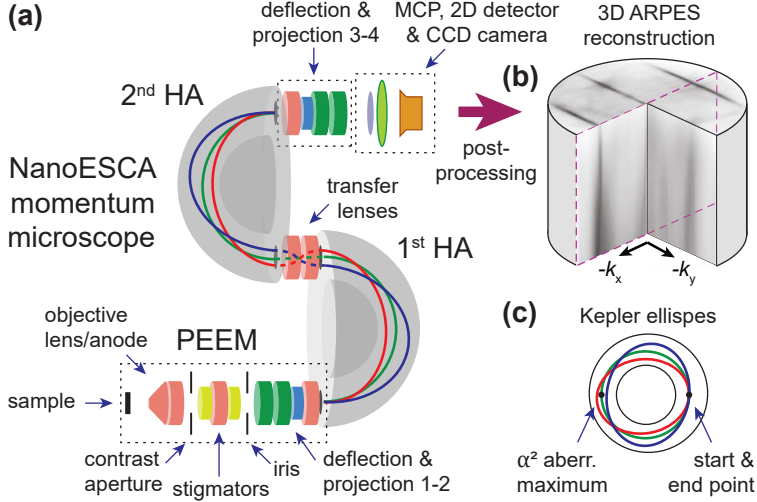 (a)
deflection &
projection 3-4
MCP, 2D detector
& CCD camera
3D ARPES
reconstruction
(b)
2nd HA
post-
processing
NanoESCA
momentum
microscope
transfer
lenses
1st HA
-kx
-ky
(c)
Kepler ellispes
objective
lens/anode
PEEM
sample
contrast
aperture
stigmators
iris
deflection &
projection 1-2
α² aberr.
maximum
start &
end point